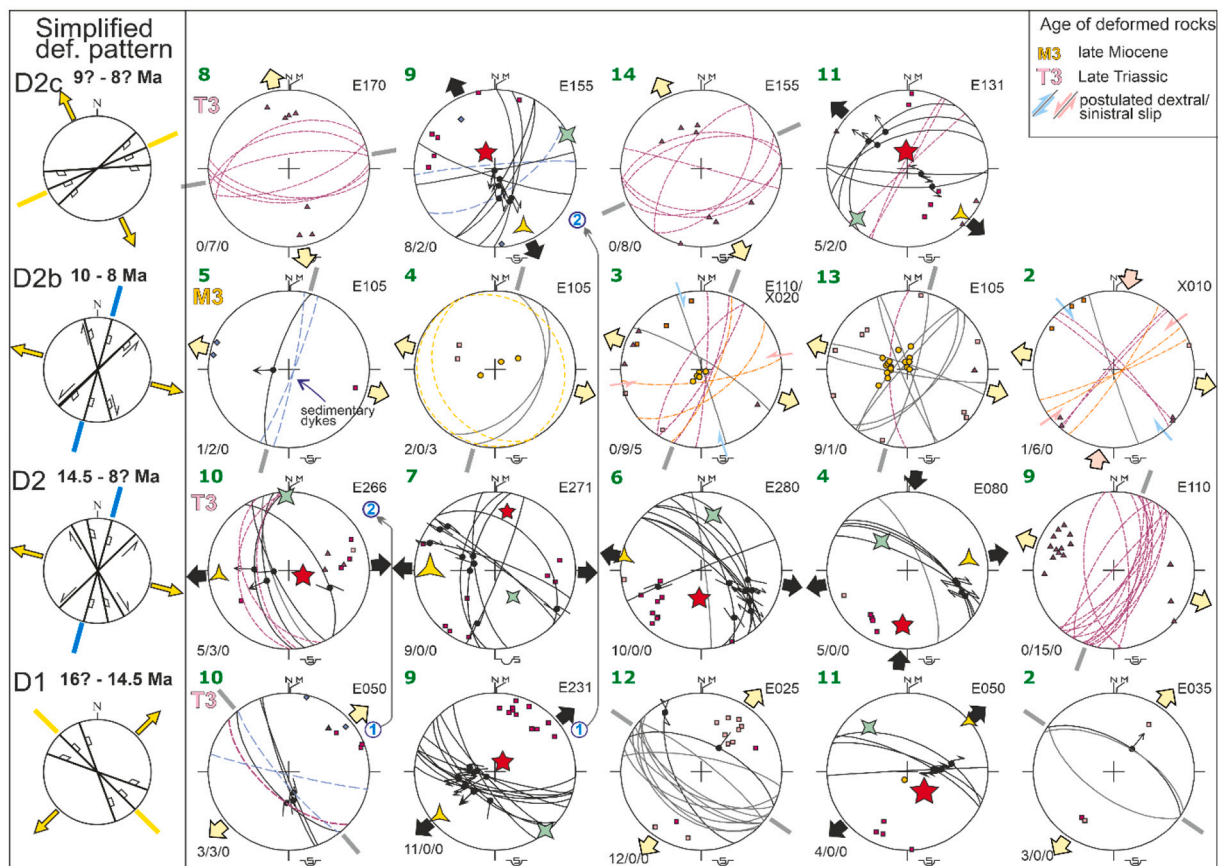 Simplified
def. pattern
Age of deformed rocks
M3 late Miocene
T3 Late Triassic
postulated dextral/
sinistral slip
D2c 9? - 8? Ma
N
8
T3
N M
E170
0/7/0
9
N M
E155
8/2/0
2
14
N M
E155
0/8/0
11
N M
E131
5/2/0
D2b 10 - 8 Ma
N
5
M3
N M
E105
sedimentary
dykes
1/2/0
4
N M
E105
2/0/3
3
N M
E110/
X020
0/9/5
13
N M
E105
9/1/0
2
N M
X010
1/6/0
D2 14.5 - 8? Ma
N
10
T3
N M
E266
2
5/3/0
7
N M
E271
9/0/0
6
N M
E280
10/0/0
4
N M
E080
5/0/0
9
N M
E110
0/15/0
D1 16? - 14.5 Ma
N
10
T3
N M
E050
1
3/3/0
9
N M
E231
1
11/0/0
12
N M
E025
12/0/0
11
N M
E050
4/0/0
2
N M
E035
3/0/0